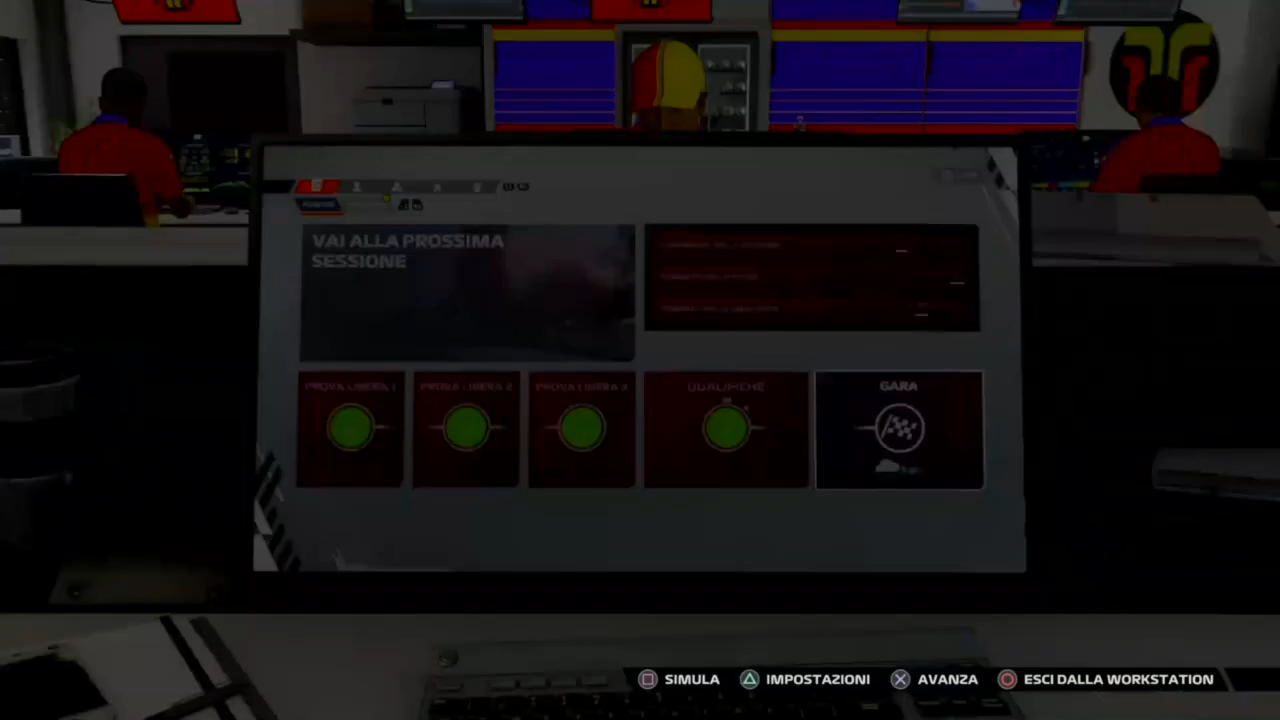 VAI ALLA PROSSIMA
SESSIONE
PROVA LIBERA 1
PROVA LIBERA 2
PROVA LIBERA 3
QUALIFICHE
GARA
SIMULA
IMPOSTAZIONI
AVANZA
ESCI DALLA WORKSTATION